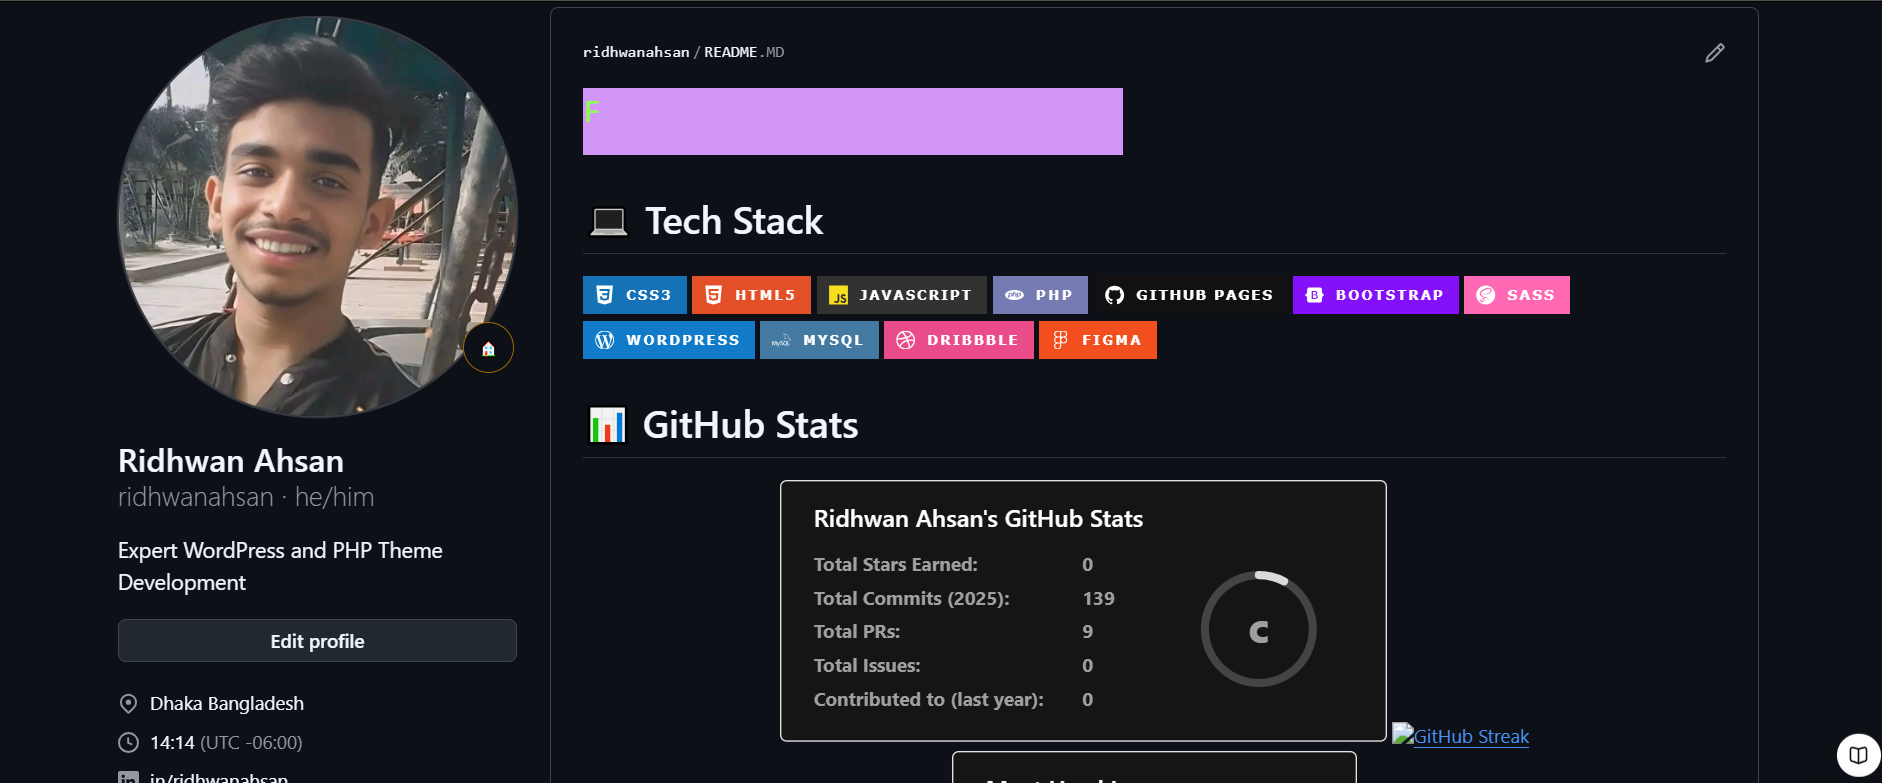 ridhwanahsan / README.MD
F
Tech Stack
CSS3 HTML5 JAVASCRIPT PHP GITHUB PAGES BOOTSTRAP SASS
WORDPRESS MYSQL DRIBBBLE FIGMA
GitHub Stats
Ridhwan Ahsan's GitHub Stats
Total Stars Earned: 0
Total Commits (2025): 139
Total PRs: 9
Total Issues: 0
Contributed to (last year): 0
C
GitHub Streak
Ridhwan Ahsan
ridhwanahsan · he/him
Expert WordPress and PHP Theme
Development
Edit profile
Dhaka Bangladesh
14:14 (UTC -06:00)
in/ridhwanahsan